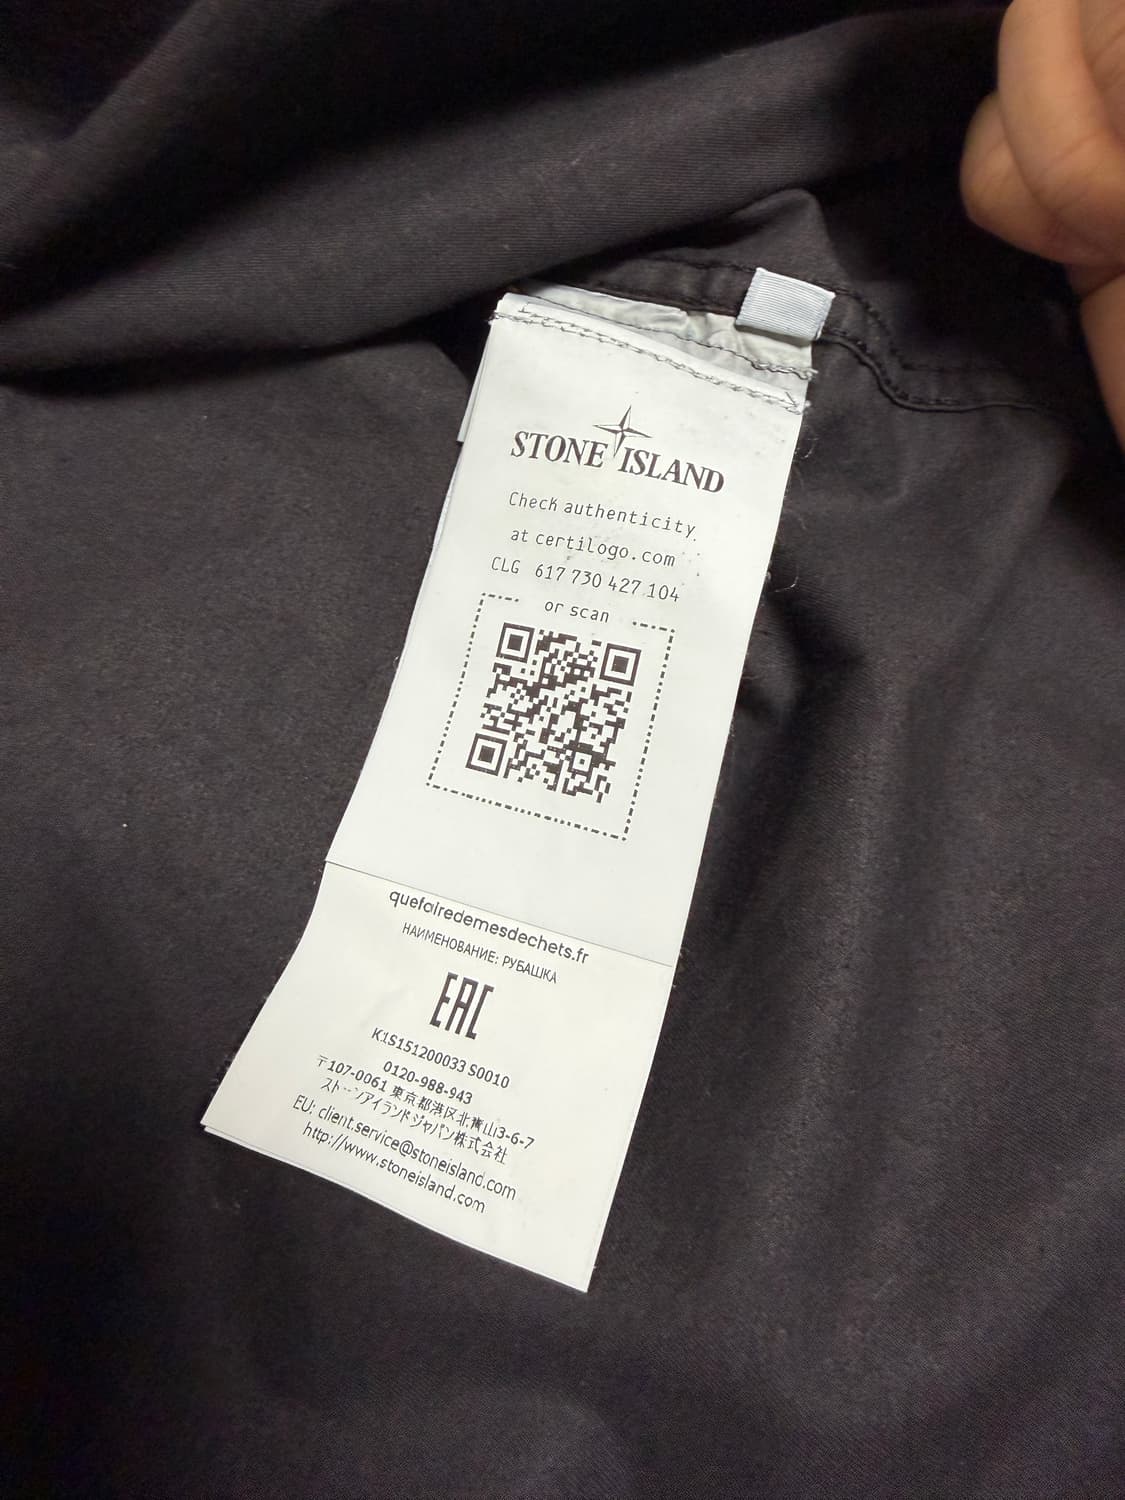 STONE ISLAND
Check authenticity
at certilogo.com
CLG 617 730 427 104
or scan
quefairedemesdechets.fr
НАИМЕНОВАНИЕ: РУБАШКА
EAC
K1S151200033 S0010
0120-988-943
〒107-0061 東京都港区北青山3-6-7
ストーンアイランドジャパン株式会社
EU: client.service@stoneisland.com
http://www.stoneisland.com